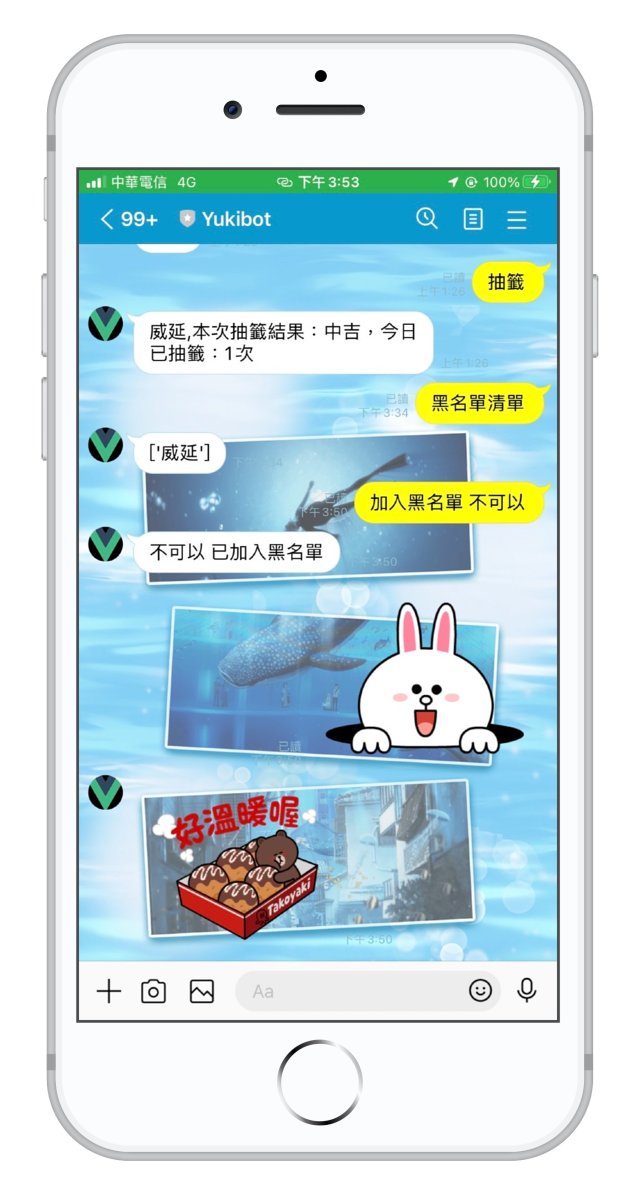 中華電信 4G 下午3:53 100%
99+ Yukibot
已讀
上午1:26
抽籤
威延,本次抽籤結果:中吉,今日
已抽籤:1次
上午1:26
已讀
下午3:34
黑名單清單
['威延']
下午3:34
已讀
下午3:50
加入黑名單 不可以
不可以 已加入黑名單
下午3:50
已讀
下午3:50
好溫暖喔
Takoyaki
下午3:50
Aa